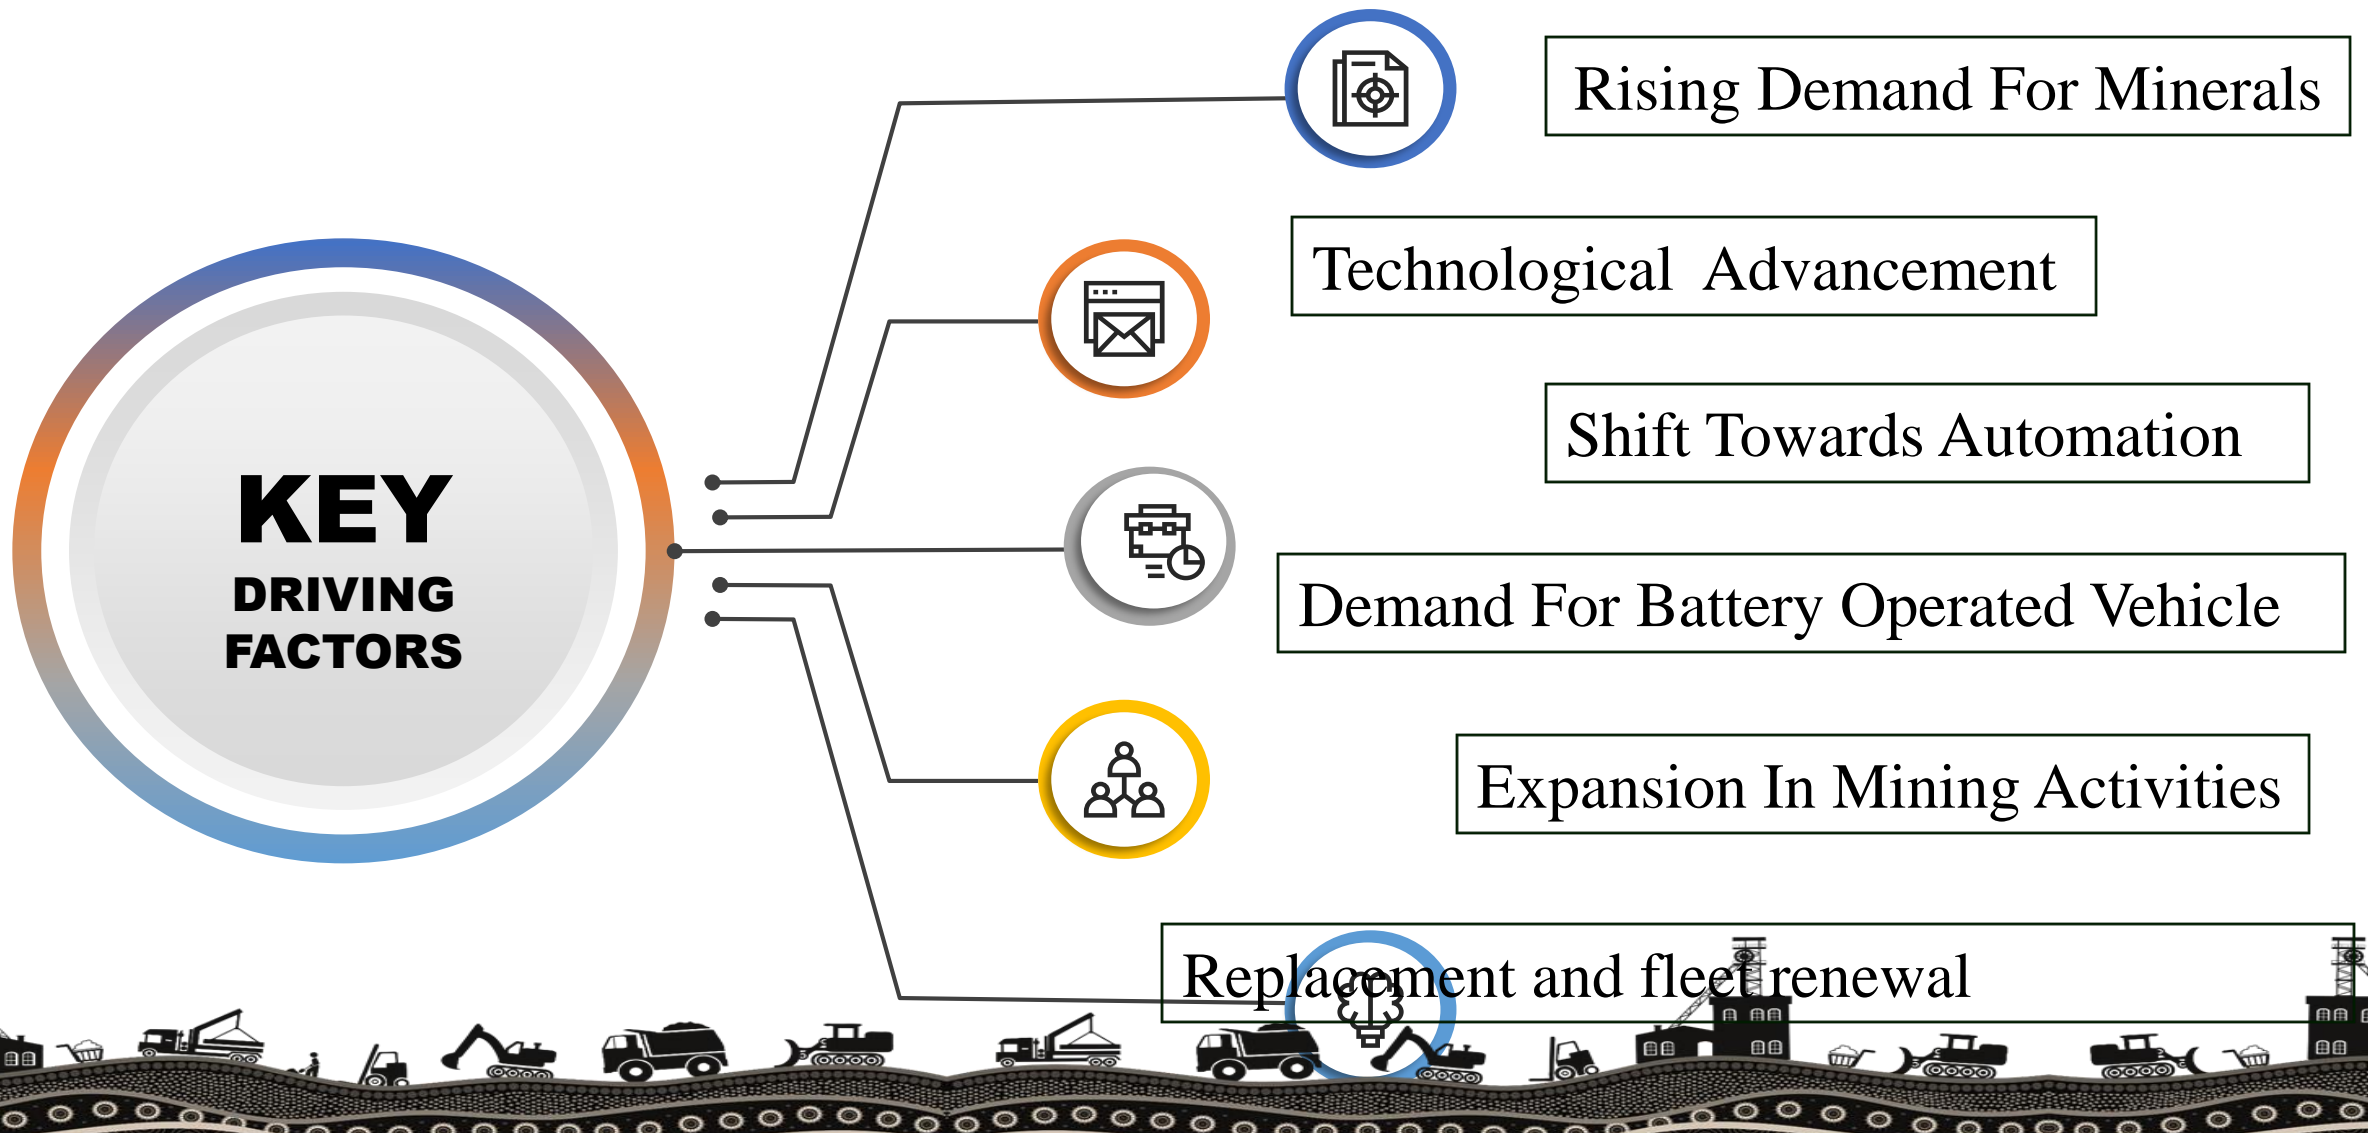 KEY
DRIVING
FACTORS
Rising Demand For Minerals
Technological  Advancement
Shift Towards Automation
Demand For Battery Operated Vehicle
Expansion In Mining Activities
Replacement and fleet renewal